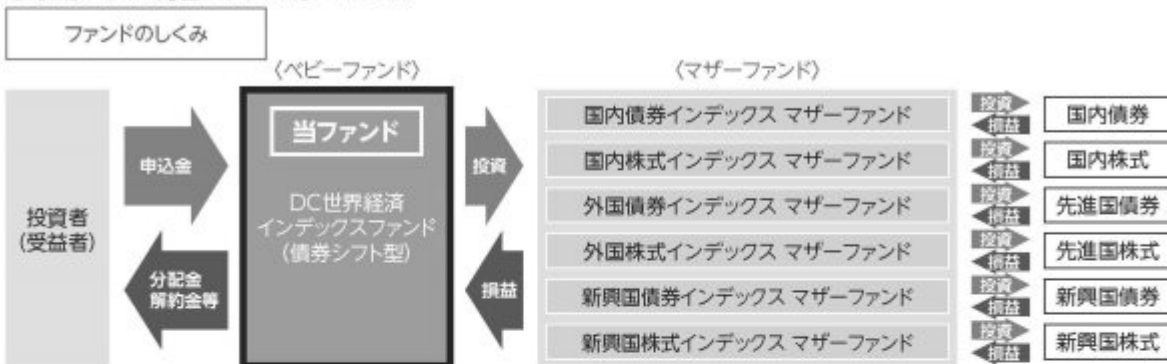 ファンドのしくみ
〈ベビーファンド〉
〈マザーファンド〉
投資者
(受益者)
申込金
分配金
解約金等
当ファンド
DC世界経済
インデックスファンド
(債券シフト型)
投資
損益
国内債券インデックス マザーファンド
投資
損益
国内債券
国内株式インデックス マザーファンド
投資
損益
国内株式
外国債券インデックス マザーファンド
投資
損益
先進国債券
外国株式インデックス マザーファンド
投資
損益
先進国株式
新興国債券インデックス マザーファンド
投資
損益
新興国債券
新興国株式インデックス マザーファンド
投資
損益
新興国株式